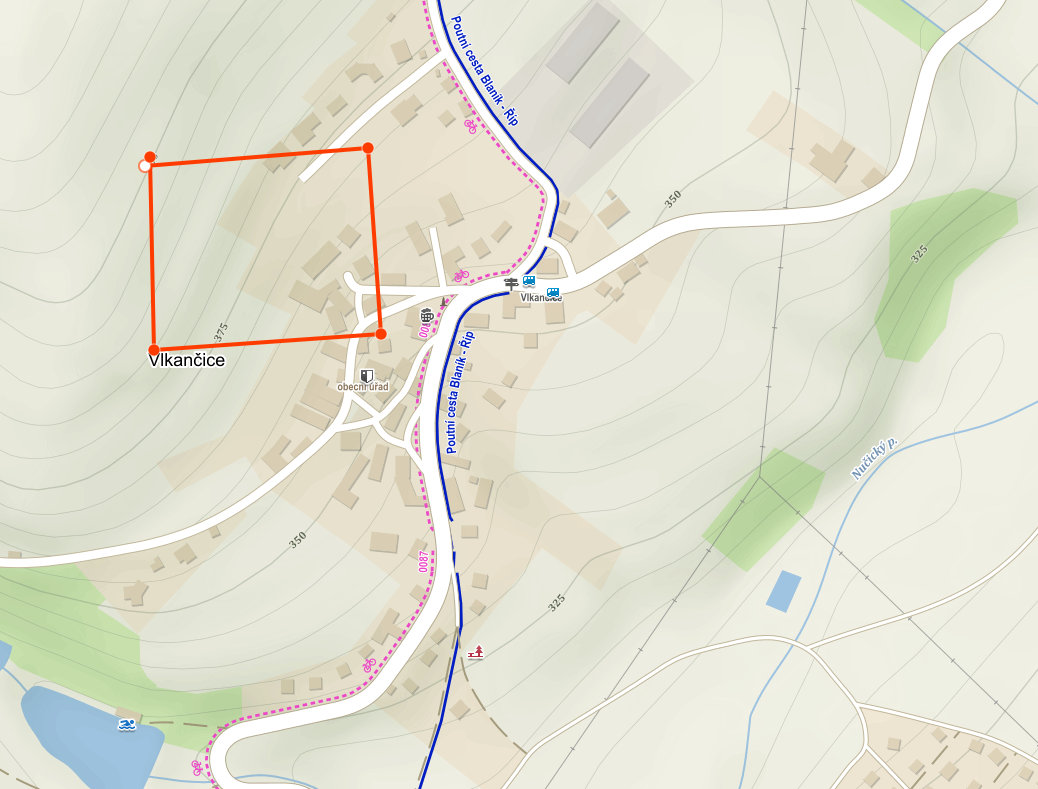 Poutní cesta Blaník - Říp
350
325
Vlkančice
375
Vlkančice
obecní úřad
Poutní cesta Blaník - Říp
Nučický p.
350
0087
325